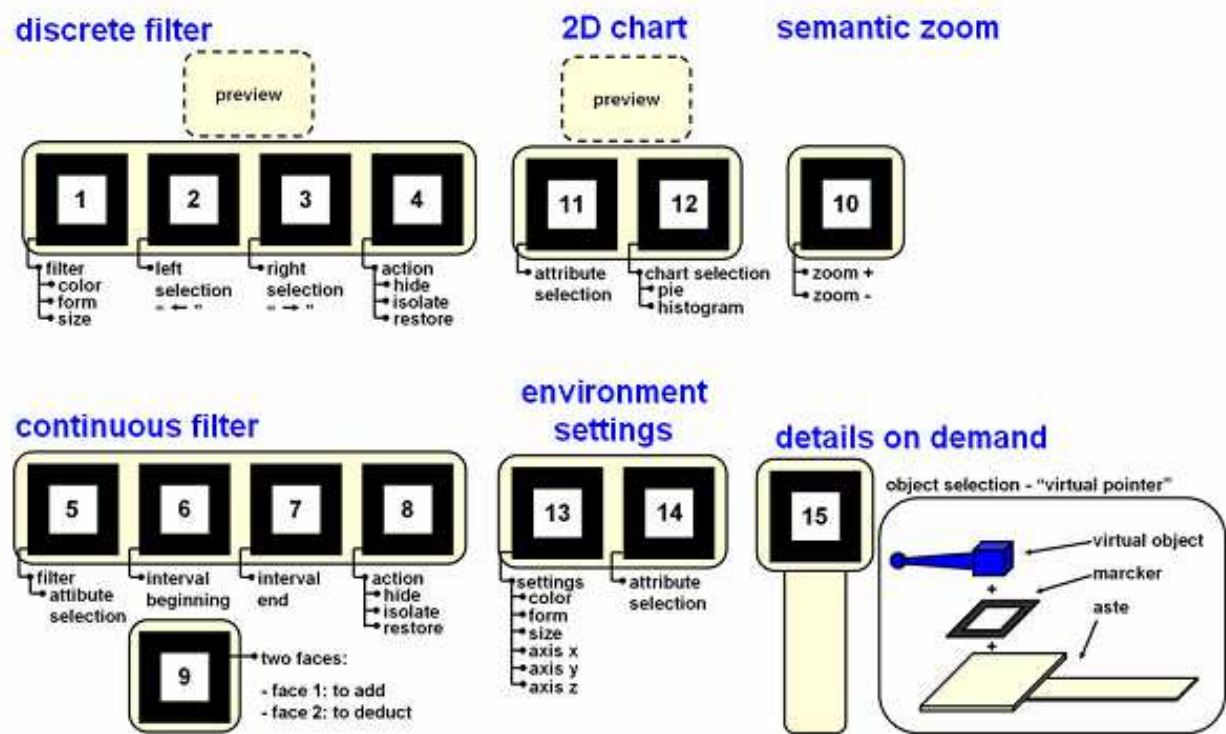 discrete filter
preview
1
2
3
4
filter
color
form
size
left
selection
“ ← ”
right
selection
“ → ”
action
hide
isolate
restore
2D chart
preview
11
12
attribute
selection
chart selection
pie
histogram
semantic zoom
10
zoom +
zoom -
continuous filter
5
6
7
8
filter
attibute
selection
interval
beginning
interval
end
action
hide
isolate
restore
9
two faces:
- face 1: to add
- face 2: to deduct
environment
settings
13
14
settings
color
form
size
axis x
axis y
axis z
attribute
selection
details on demand
15
object selection - “virtual pointer”
virtual object
+
marcker
+
aste